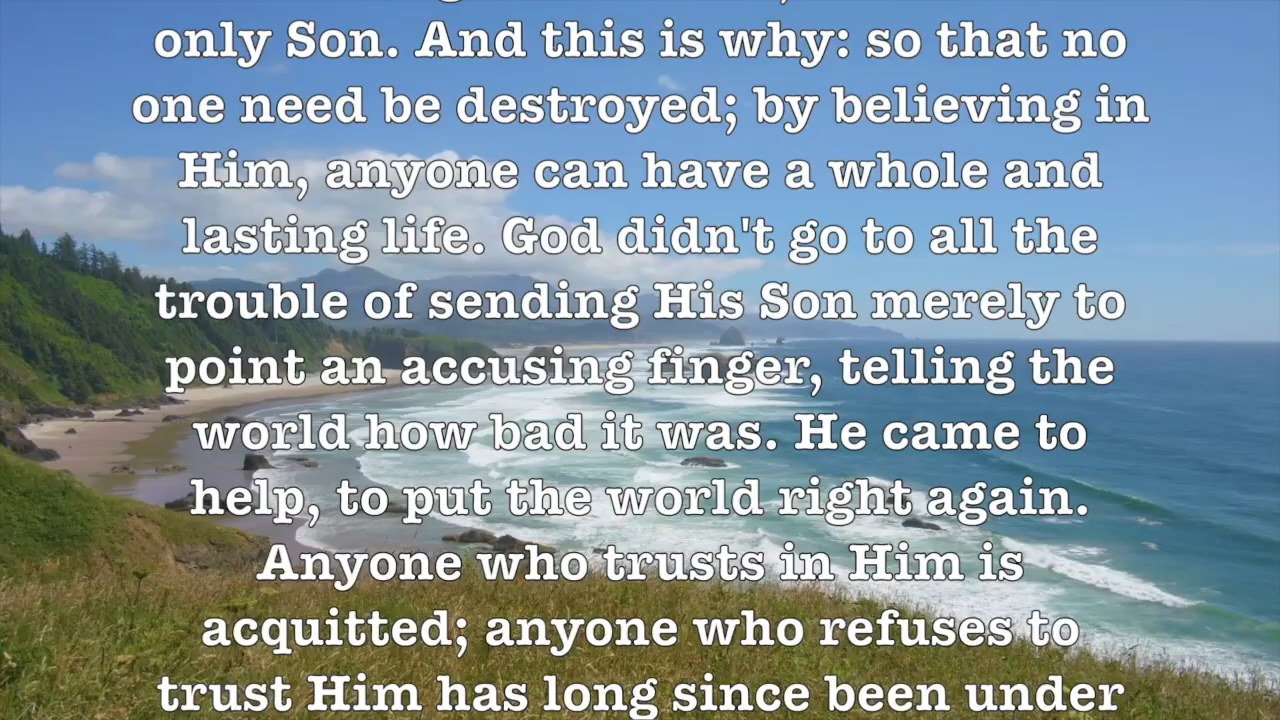 only Son. And this is why: so that no
one need be destroyed; by believing in
Him, anyone can have a whole and
lasting life. God didn't go to all the
trouble of sending His Son merely to
point an accusing finger, telling the
world how bad it was. He came to
help, to put the world right again.
Anyone who trusts in Him is
acquitted; anyone who refuses to
trust Him has long since been under